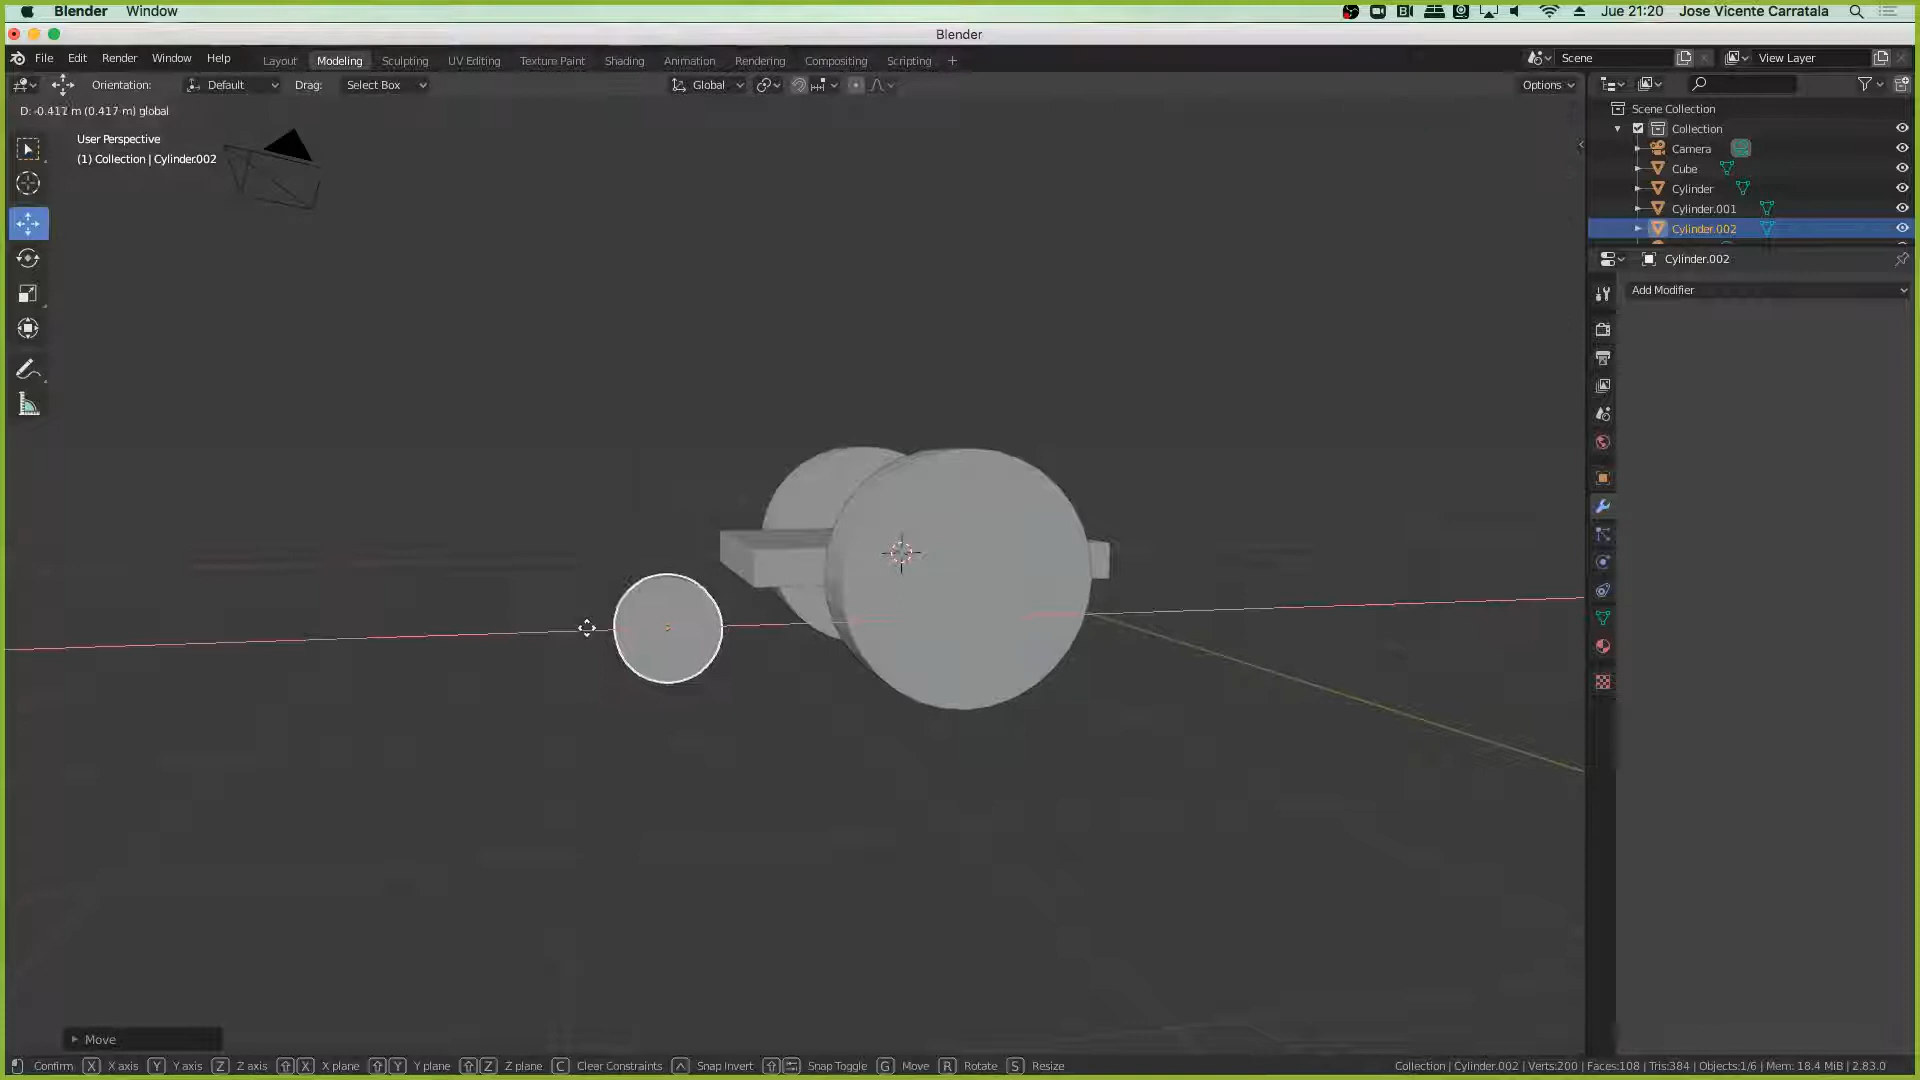 Blender Window Jue 21:20 Jose Vicente Carratala
Blender
File Edit Render Window Help Layout Modeling Sculpting UV Editing Texture Paint Shading Animation Rendering Compositing Scripting + Scene View Layer
Orientation: Default Drag: Select Box Global Options
D: -0.417 m (0.417 m) global
User Perspective
(1) Collection | Cylinder.002
Scene Collection
Collection
Camera
Cube
Cylinder
Cylinder.001
Cylinder.002
Cylinder.002
Add Modifier
Move
Confirm X X axis Y Y axis Z Z axis X X plane Y Y plane Z Z plane C Clear Constraints Snap Invert Snap Toggle G Move R Rotate S Resize Collection | Cylinder.002 | Verts:200 | Faces:108 | Tris:384 | Objects:1/6 | Mem: 18.4 MiB | 2.83.0